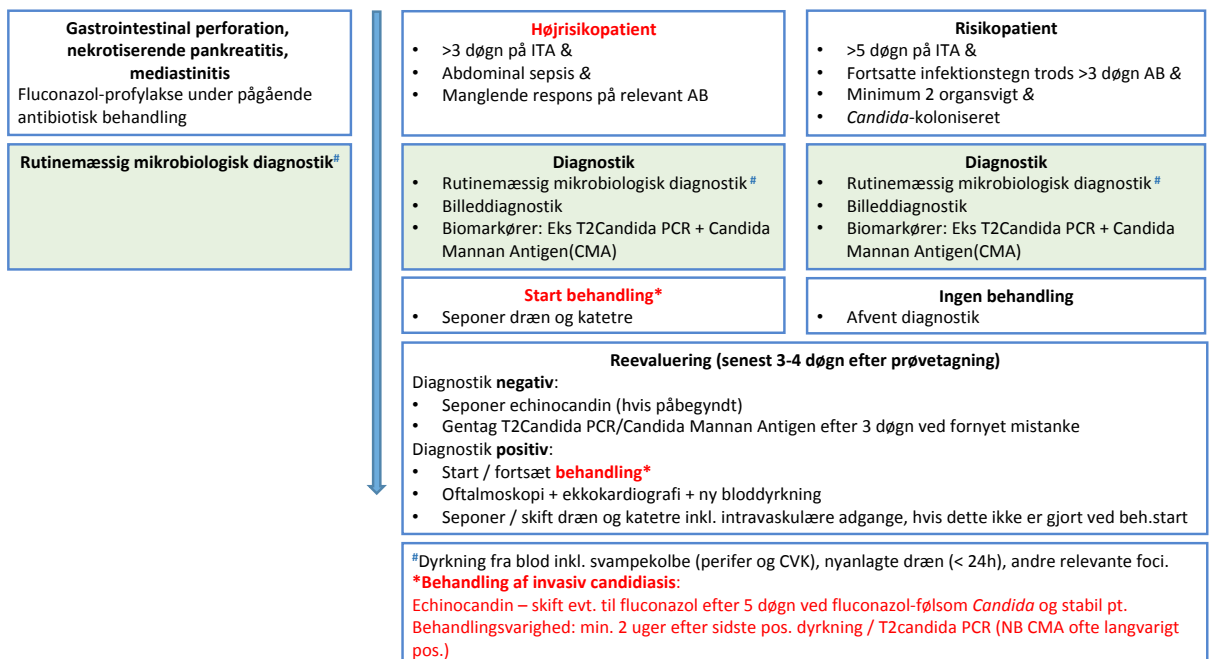 Gastrointestinal perforation,
nekrotiserende pankreatitis,
mediastinitis
Fluconazol-profylakse under pågående
antibiotisk behandling
Rutinemæssig mikrobiologisk diagnostik#
Højrisikopatient
• >3 døgn på ITA &
• Abdominal sepsis &
• Manglende respons på relevant AB
Risikopatient
• >5 døgn på ITA &
• Fortsatte infektionstegn trods >3 døgn AB &
• Minimum 2 organsvigt &
• Candida-koloniseret
Diagnostik
• Rutinemæssig mikrobiologisk diagnostik #
• Billeddiagnostik
• Biomarkører: Eks T2Candida PCR + Candida
Mannan Antigen(CMA)
Diagnostik
• Rutinemæssig mikrobiologisk diagnostik #
• Billeddiagnostik
• Biomarkører: Eks T2Candida PCR + Candida
Mannan Antigen(CMA)
Start behandling*
• Seponer dræn og katetre
Ingen behandling
• Afvent diagnostik
Reevaluering (senest 3-4 døgn efter prøvetagning)
Diagnostik negativ:
• Seponer echinocandin (hvis påbegyndt)
• Gentag T2Candida PCR/Candida Mannan Antigen efter 3 døgn ved fornyet mistanke
Diagnostik positiv:
• Start / fortsæt behandling*
• Oftalmoskopi + ekkokardiografi + ny bloddyrkning
• Seponer / skift dræn og katetre inkl. intravaskulære adgange, hvis dette ikke er gjort ved beh.start
#Dyrkning fra blod inkl. svampekolbe (perifer og CVK), nyanlagte dræn (< 24h), andre relevante foci.
*Behandling af invasiv candidiasis:
Echinocandin – skift evt. til fluconazol efter 5 døgn ved fluconazol-følsom Candida og stabil pt.
Behandlingsvarighed: min. 2 uger efter sidste pos. dyrkning / T2candida PCR (NB CMA ofte langvarigt
pos.)